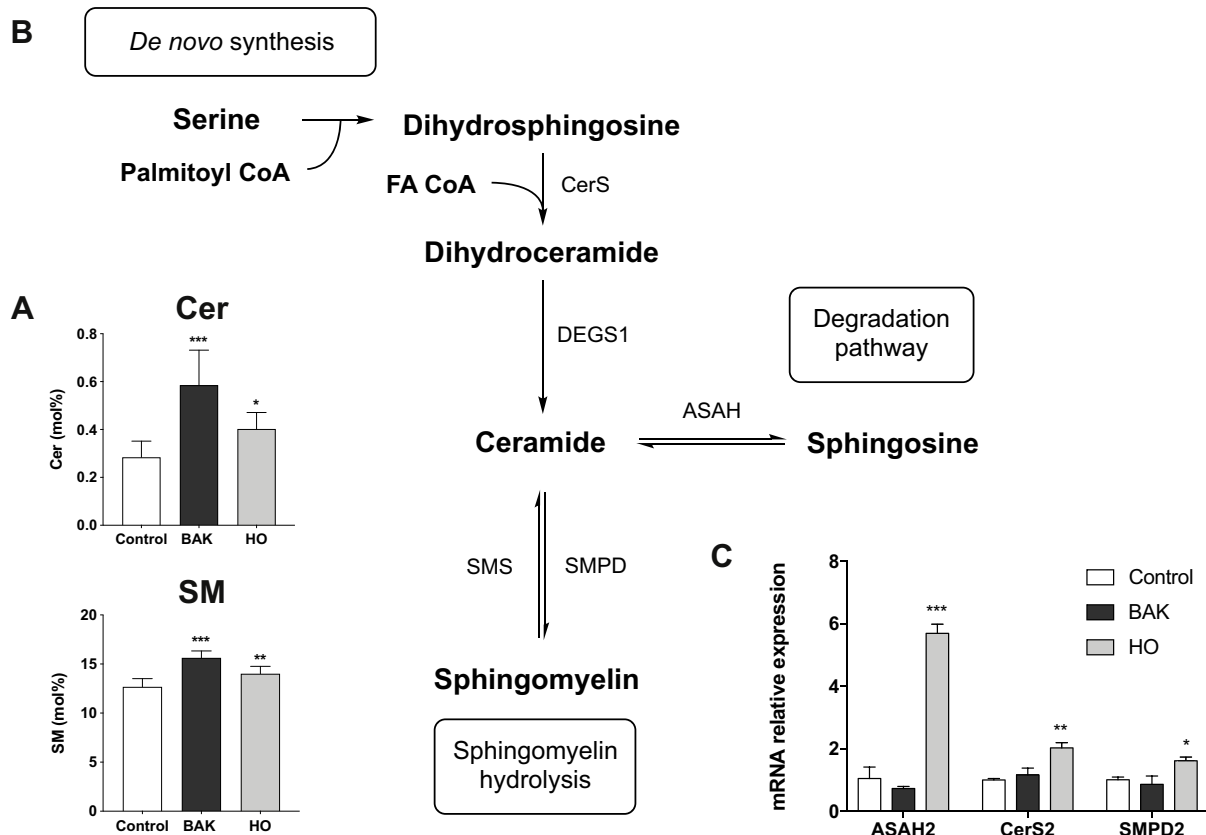 B
De novo synthesis
Serine
Dihydrosphingosine
Palmitoyl CoA
FA CoA
CerS
Dihydroceramide
DEGS1
Degradation
pathway
ASAH
Ceramide
Sphingosine
SMS
SMPD
Sphingomyelin
Sphingomyelin
hydrolysis
A
Cer
Cer (mol%)
0.8
0.6
0.4
0.2
0.0
***
*
Control
BAK
HO
SM
SM (mol%)
20
15
10
5
0
***
**
Control
BAK
HO
C
mRNA relative expression
8
6
4
2
0
***
**
*
Control
BAK
HO
ASAH2
CerS2
SMPD2